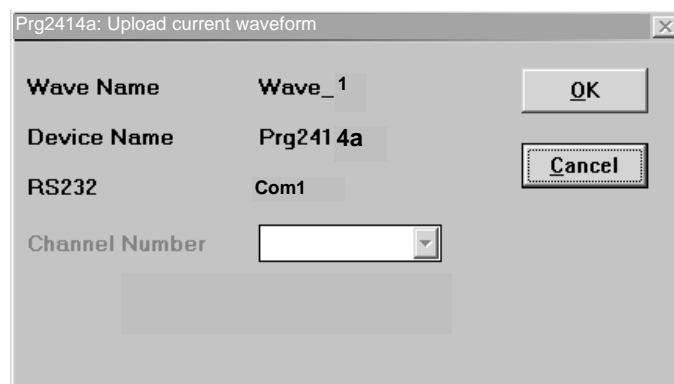 Prg2414a: Upload current waveform
Wave Name Wave_1
OK
Device Name Prg2414a
Cancel
RS232 Com1
Channel Number